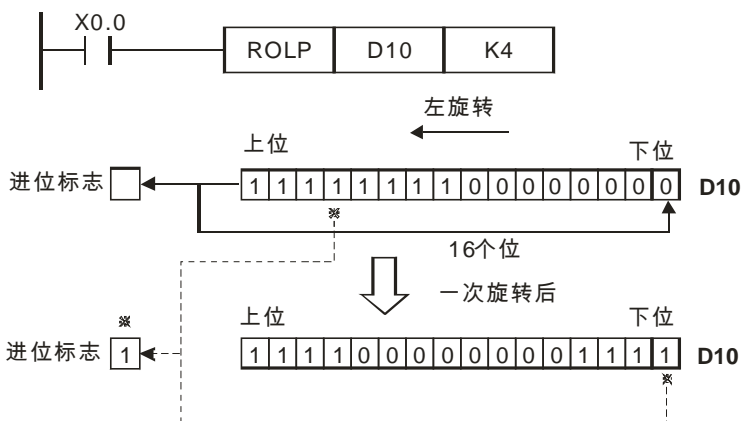 X0.0
ROLP D10 K4
左旋转
上位 下位
进位标志 1 1 1 1 1 1 1 1 0 0 0 0 0 0 0 0 D10
※
16个位
一次旋转后
※ 上位 下位
进位标志 1 1 1 1 1 0 0 0 0 0 0 0 0 1 1 1 1 D10
※